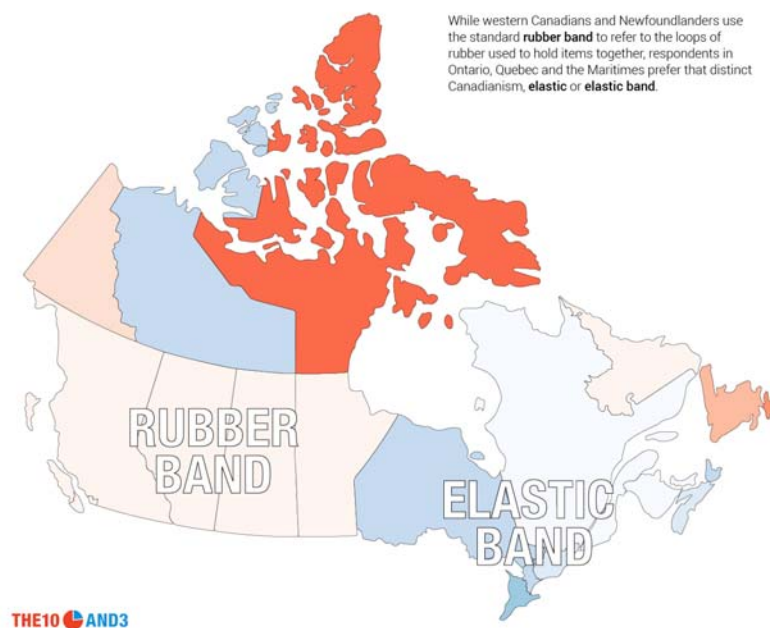 While western Canadians and Newfoundlanders use
the standard rubber band to refer to the loops of
rubber used to hold items together, respondents in
Ontario, Quebec and the Maritimes prefer that distinct
Canadianism, elastic or elastic band.
RUBBER
BAND
ELASTIC
BAND
THE10 AND3